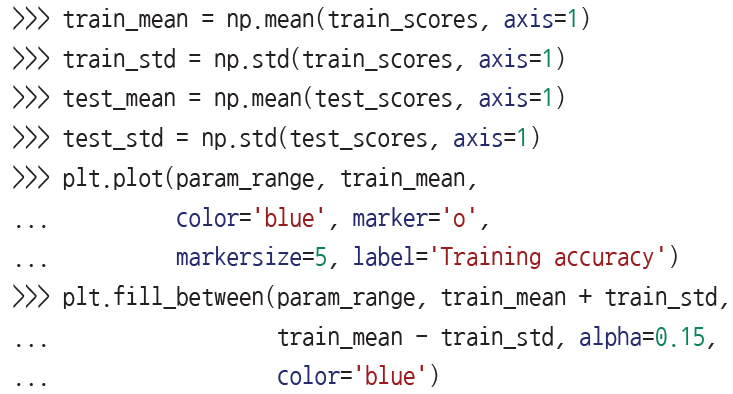 >>> train_mean = np.mean(train_scores, axis=1)
>>> train_std = np.std(train_scores, axis=1)
>>> test_mean = np.mean(test_scores, axis=1)
>>> test_std = np.std(test_scores, axis=1)
>>> plt.plot(param_range, train_mean,
...          color='blue', marker='o',
...          markersize=5, label='Training accuracy')
>>> plt.fill_between(param_range, train_mean + train_std,
...                  train_mean - train_std, alpha=0.15,
...                  color='blue')